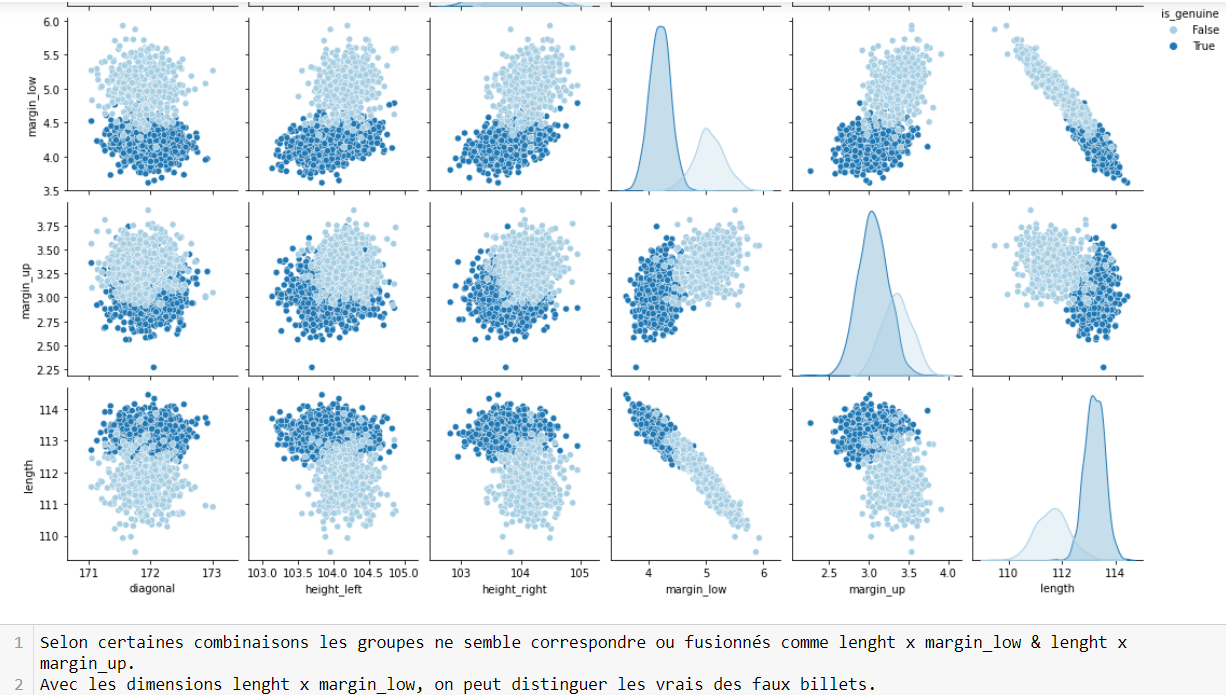 is_genuine
False
True
6.0
5.5
5.0
4.5
4.0
3.5
margin_low
3.75
3.50
3.25
3.00
2.75
2.50
2.25
margin_up
114
113
112
111
110
length
171 172 173
diagonal
103.0 103.5 104.0 104.5 105.0
height_left
103 104 105
height_right
4 5 6
margin_low
2.5 3.0 3.5 4.0
margin_up
110 112 114
length
1 Selon certaines combinaisons les groupes ne semble correspondre ou fusionnés comme lenght x margin_low & lenght x
margin_up.
2 Avec les dimensions lenght x margin_low, on peut distinguer les vrais des faux billets.